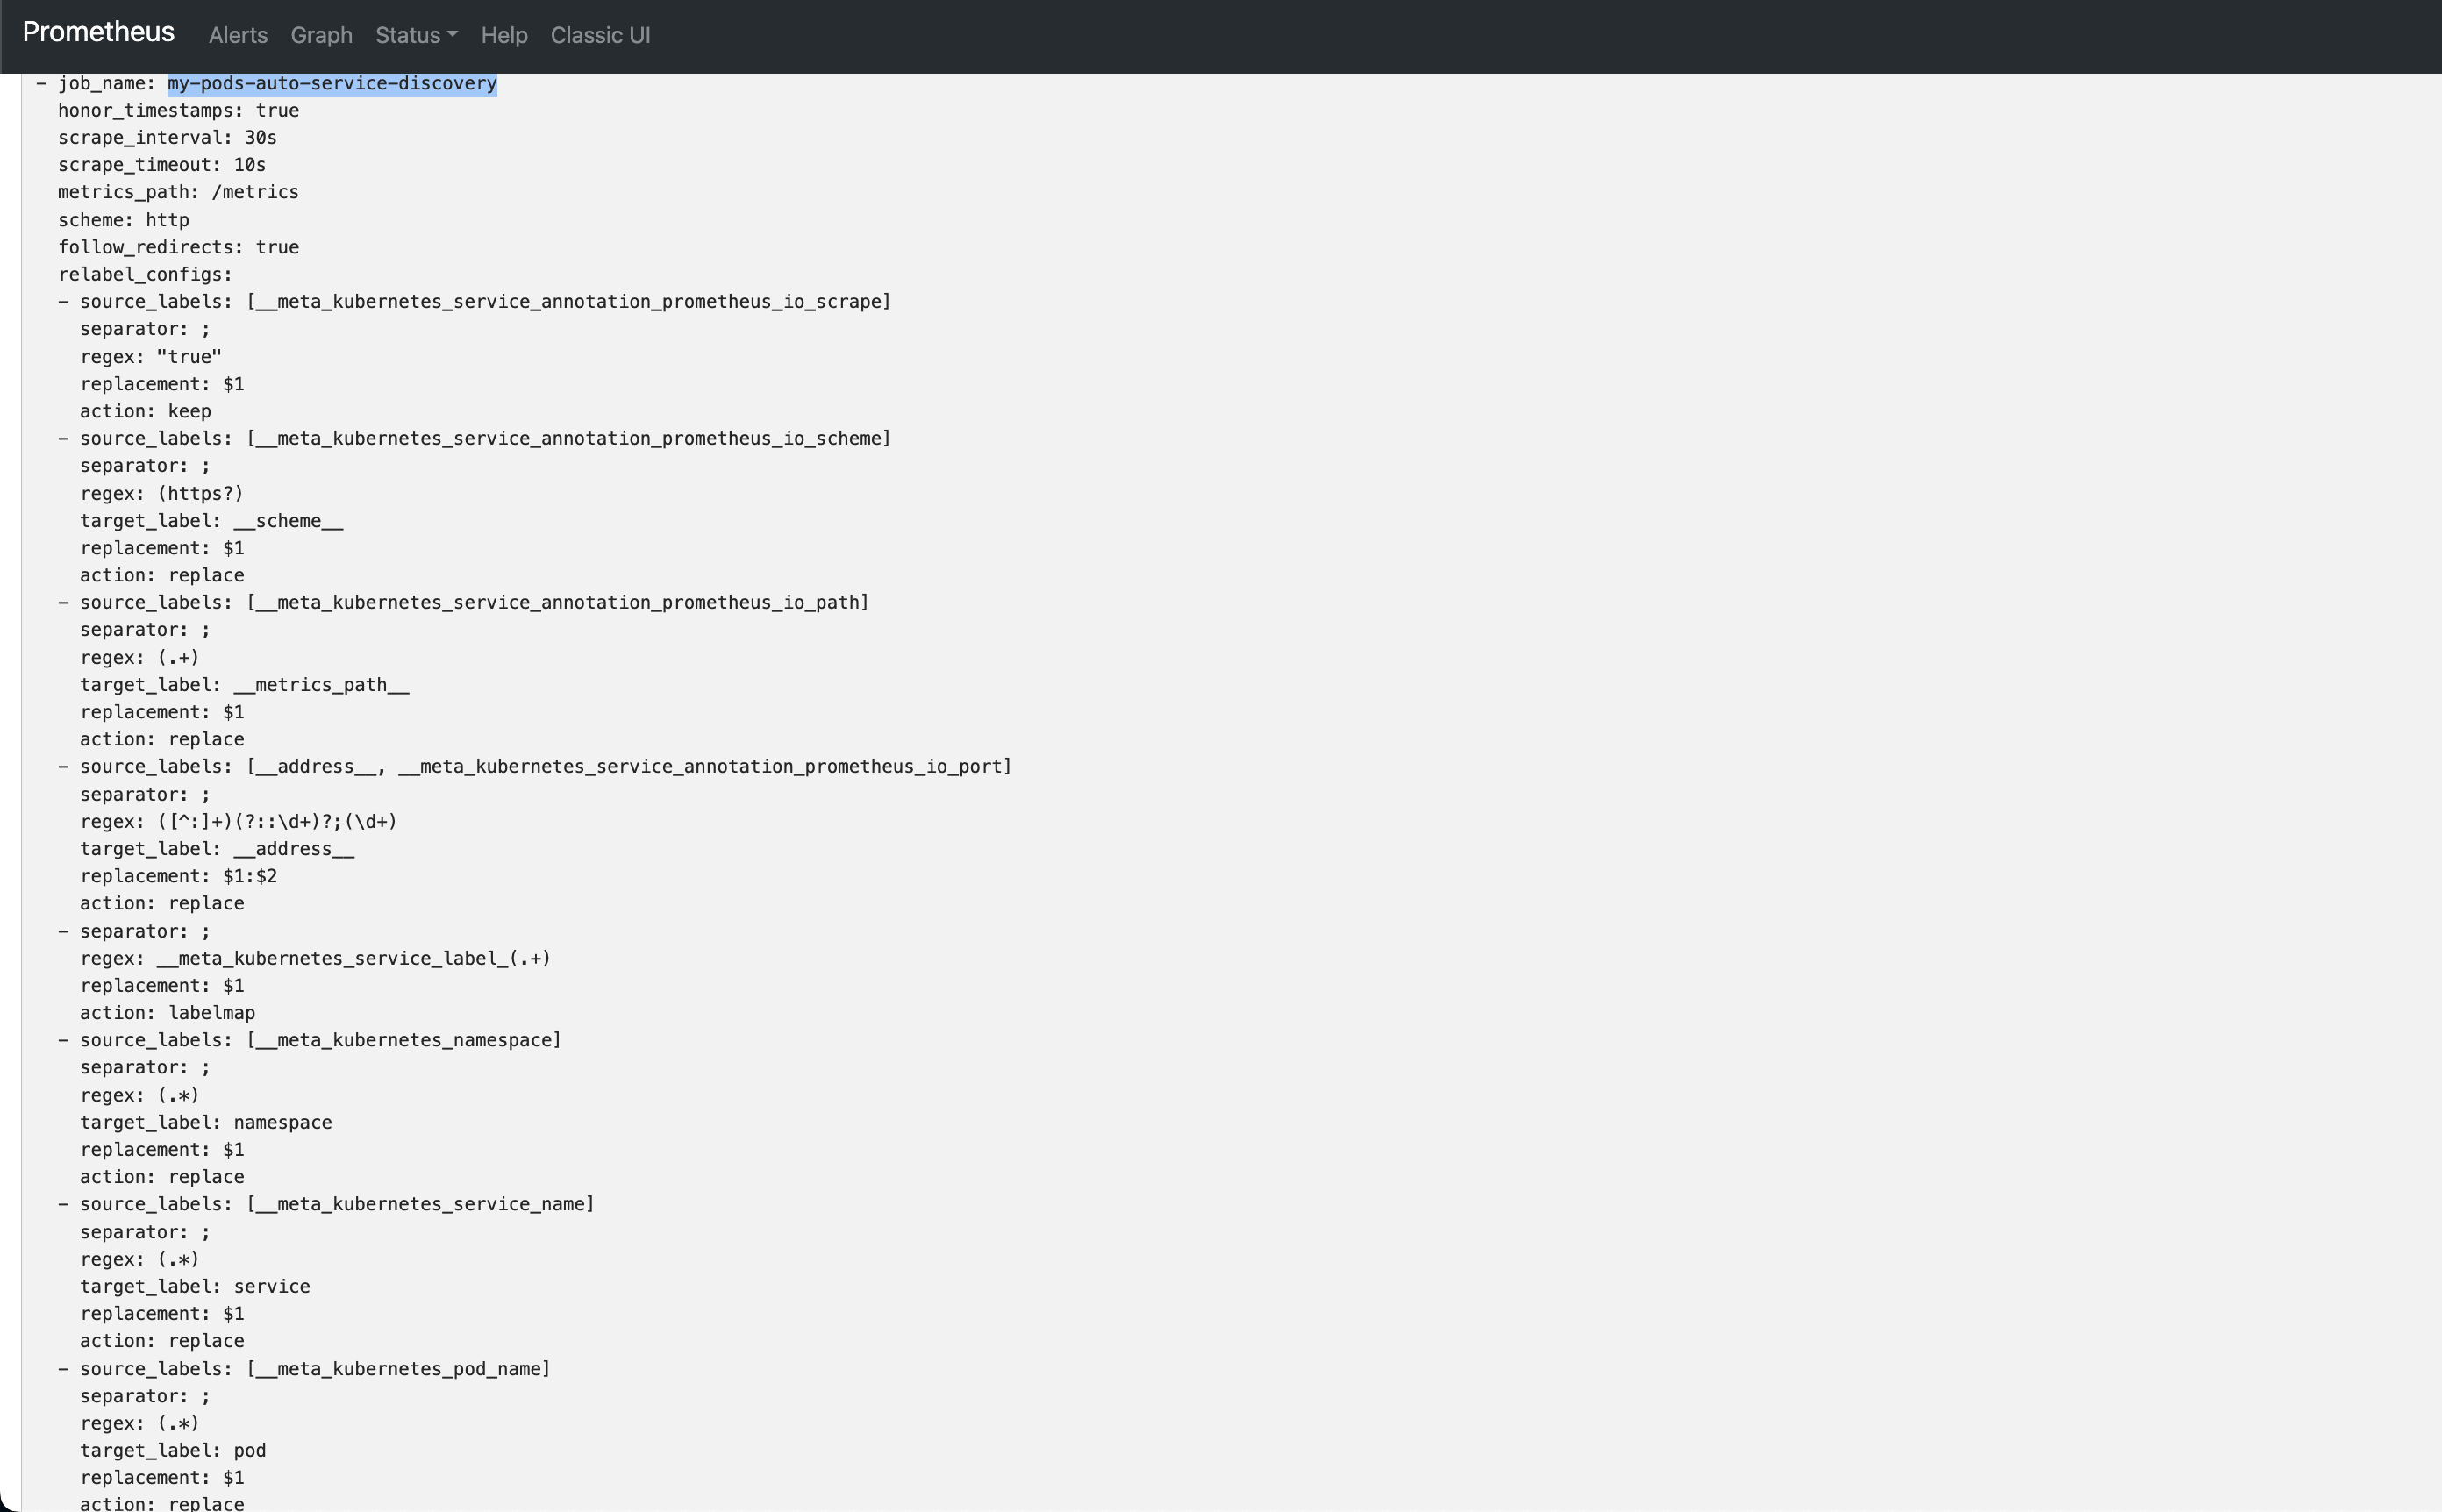 Prometheus Alerts Graph Status Help Classic UI
- job_name: my-pods-auto-service-discovery
  honor_timestamps: true
  scrape_interval: 30s
  scrape_timeout: 10s
  metrics_path: /metrics
  scheme: http
  follow_redirects: true
  relabel_configs:
  - source_labels: [__meta_kubernetes_service_annotation_prometheus_io_scrape]
    separator: ;
    regex: "true"
    replacement: $1
    action: keep
  - source_labels: [__meta_kubernetes_service_annotation_prometheus_io_scheme]
    separator: ;
    regex: (https?)
    target_label: __scheme__
    replacement: $1
    action: replace
  - source_labels: [__meta_kubernetes_service_annotation_prometheus_io_path]
    separator: ;
    regex: (.+)
    target_label: __metrics_path__
    replacement: $1
    action: replace
  - source_labels: [__address__, __meta_kubernetes_service_annotation_prometheus_io_port]
    separator: ;
    regex: ([^:]+)(?::\d+)?;(\d+)
    target_label: __address__
    replacement: $1:$2
    action: replace
  - separator: ;
    regex: __meta_kubernetes_service_label_(.+)
    replacement: $1
    action: labelmap
  - source_labels: [__meta_kubernetes_namespace]
    separator: ;
    regex: (.*)
    target_label: namespace
    replacement: $1
    action: replace
  - source_labels: [__meta_kubernetes_service_name]
    separator: ;
    regex: (.*)
    target_label: service
    replacement: $1
    action: replace
  - source_labels: [__meta_kubernetes_pod_name]
    separator: ;
    regex: (.*)
    target_label: pod
    replacement: $1
    action: replace